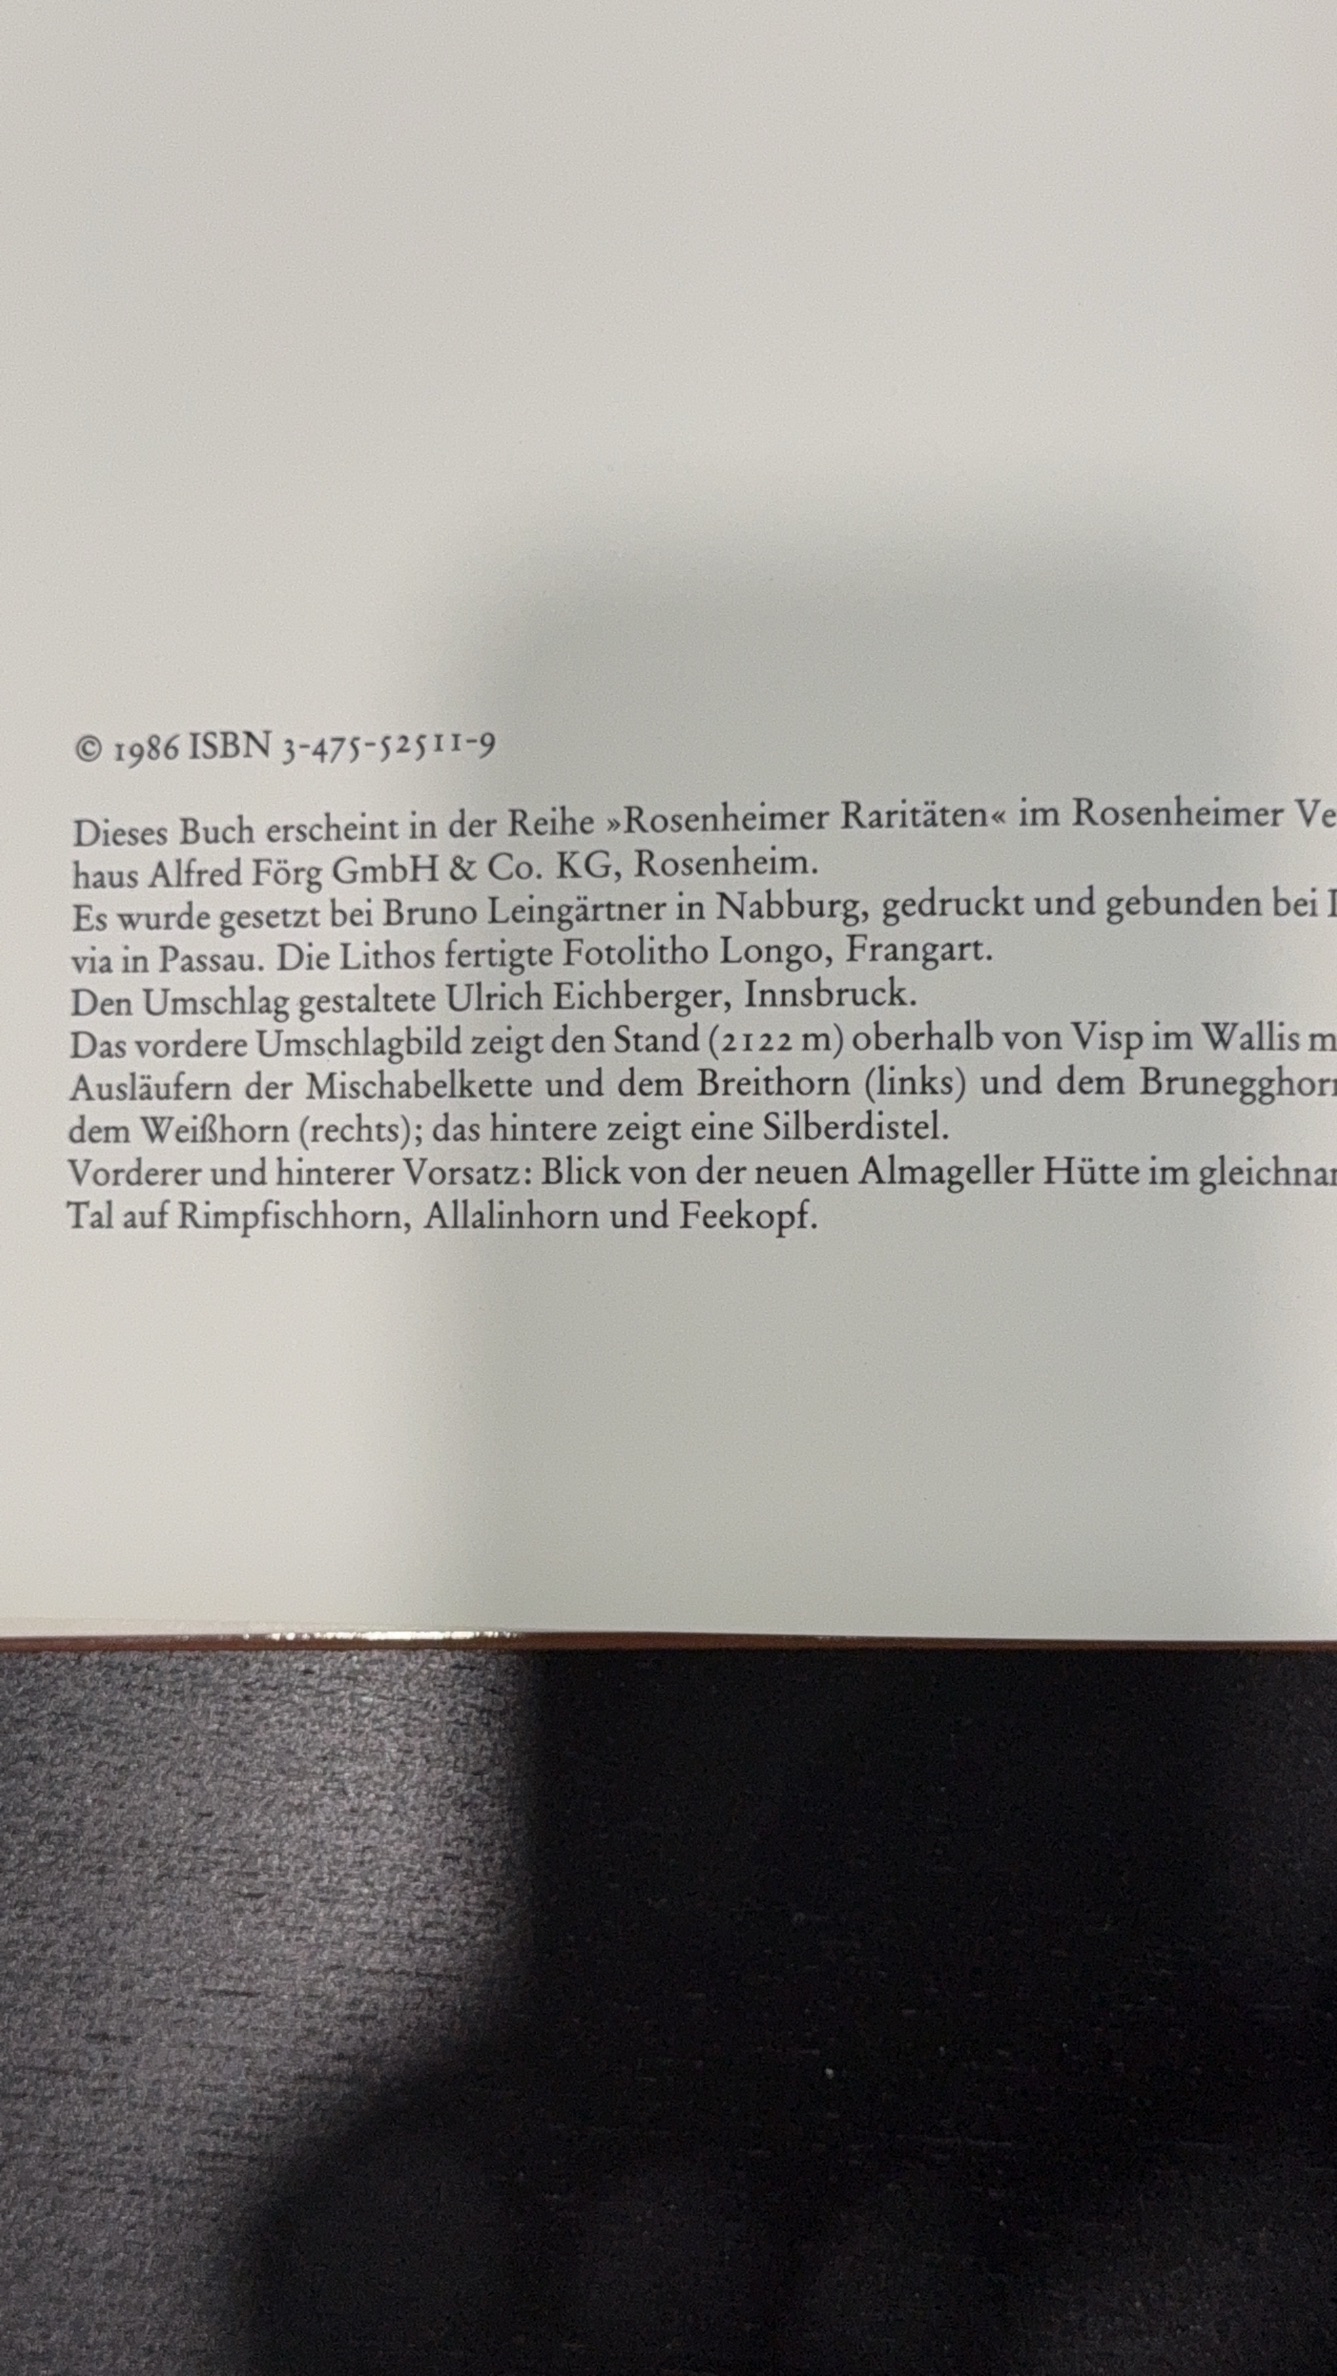 © 1986 ISBN 3-475-52511-9
Dieses Buch erscheint in der Reihe »Rosenheimer Raritäten« im Rosenheimer
haus Alfred Förg GmbH & Co. KG, Rosenheim.
Es wurde gesetzt bei Bruno Leingärtner in Nabburg, gedruckt und gebunden bei
via in Passau. Die Lithos fertigte Fotolitho Longo, Frangart.
Den Umschlag gestaltete Ulrich Eichberger, Innsbruck.
Das vordere Umschlagbild zeigt den Stand (2122 m) oberhalb von Visp im Wallis
Ausläufern der Mischabelkette und dem Breithorn (links) und dem Brunegghorn
dem Weißhorn (rechts); das hintere zeigt eine Silberdistel.
Vorderer und hinterer Vorsatz: Blick von der neuen Almageller Hütte im
Tal auf Rimpfischhorn, Allalinhorn und Feekopf.